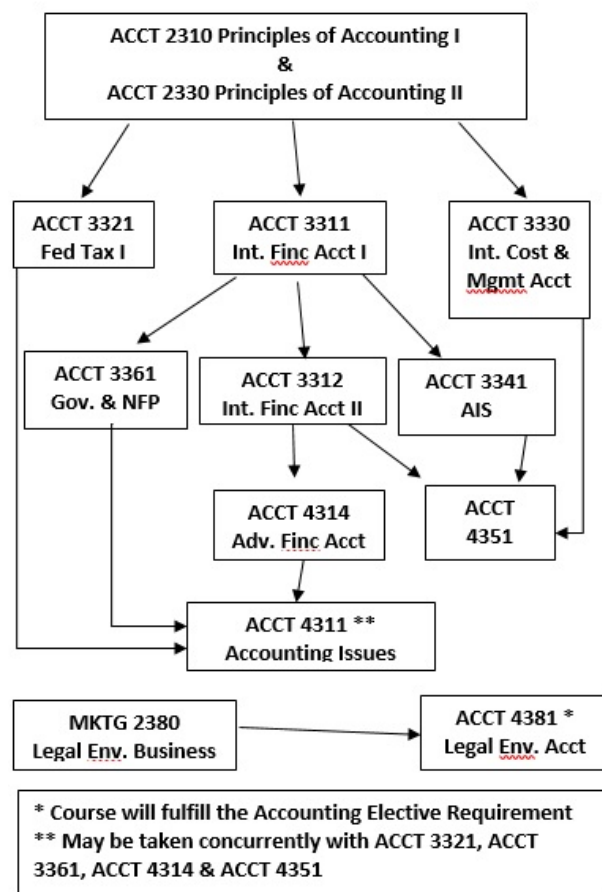 ACCT 2310 Principles of Accounting I
&
ACCT 2330 Principles of Accounting II
ACCT 3321
Fed Tax I
ACCT 3311
Int. Finc Acct I
ACCT 3330
Int. Cost &
Mgmt Acct
ACCT 3361
Gov. & NFP
ACCT 3312
Int. Finc Acct II
ACCT 3341
AIS
ACCT 4314
Adv. Finc Acct
ACCT
4351
ACCT 4311 **
Accounting Issues
MKTG 2380
Legal Env. Business
ACCT 4381 *
Legal Env. Acct
* Course will fulfill the Accounting Elective Requirement
** May be taken concurrently with ACCT 3321, ACCT
3361, ACCT 4314 & ACCT 4351